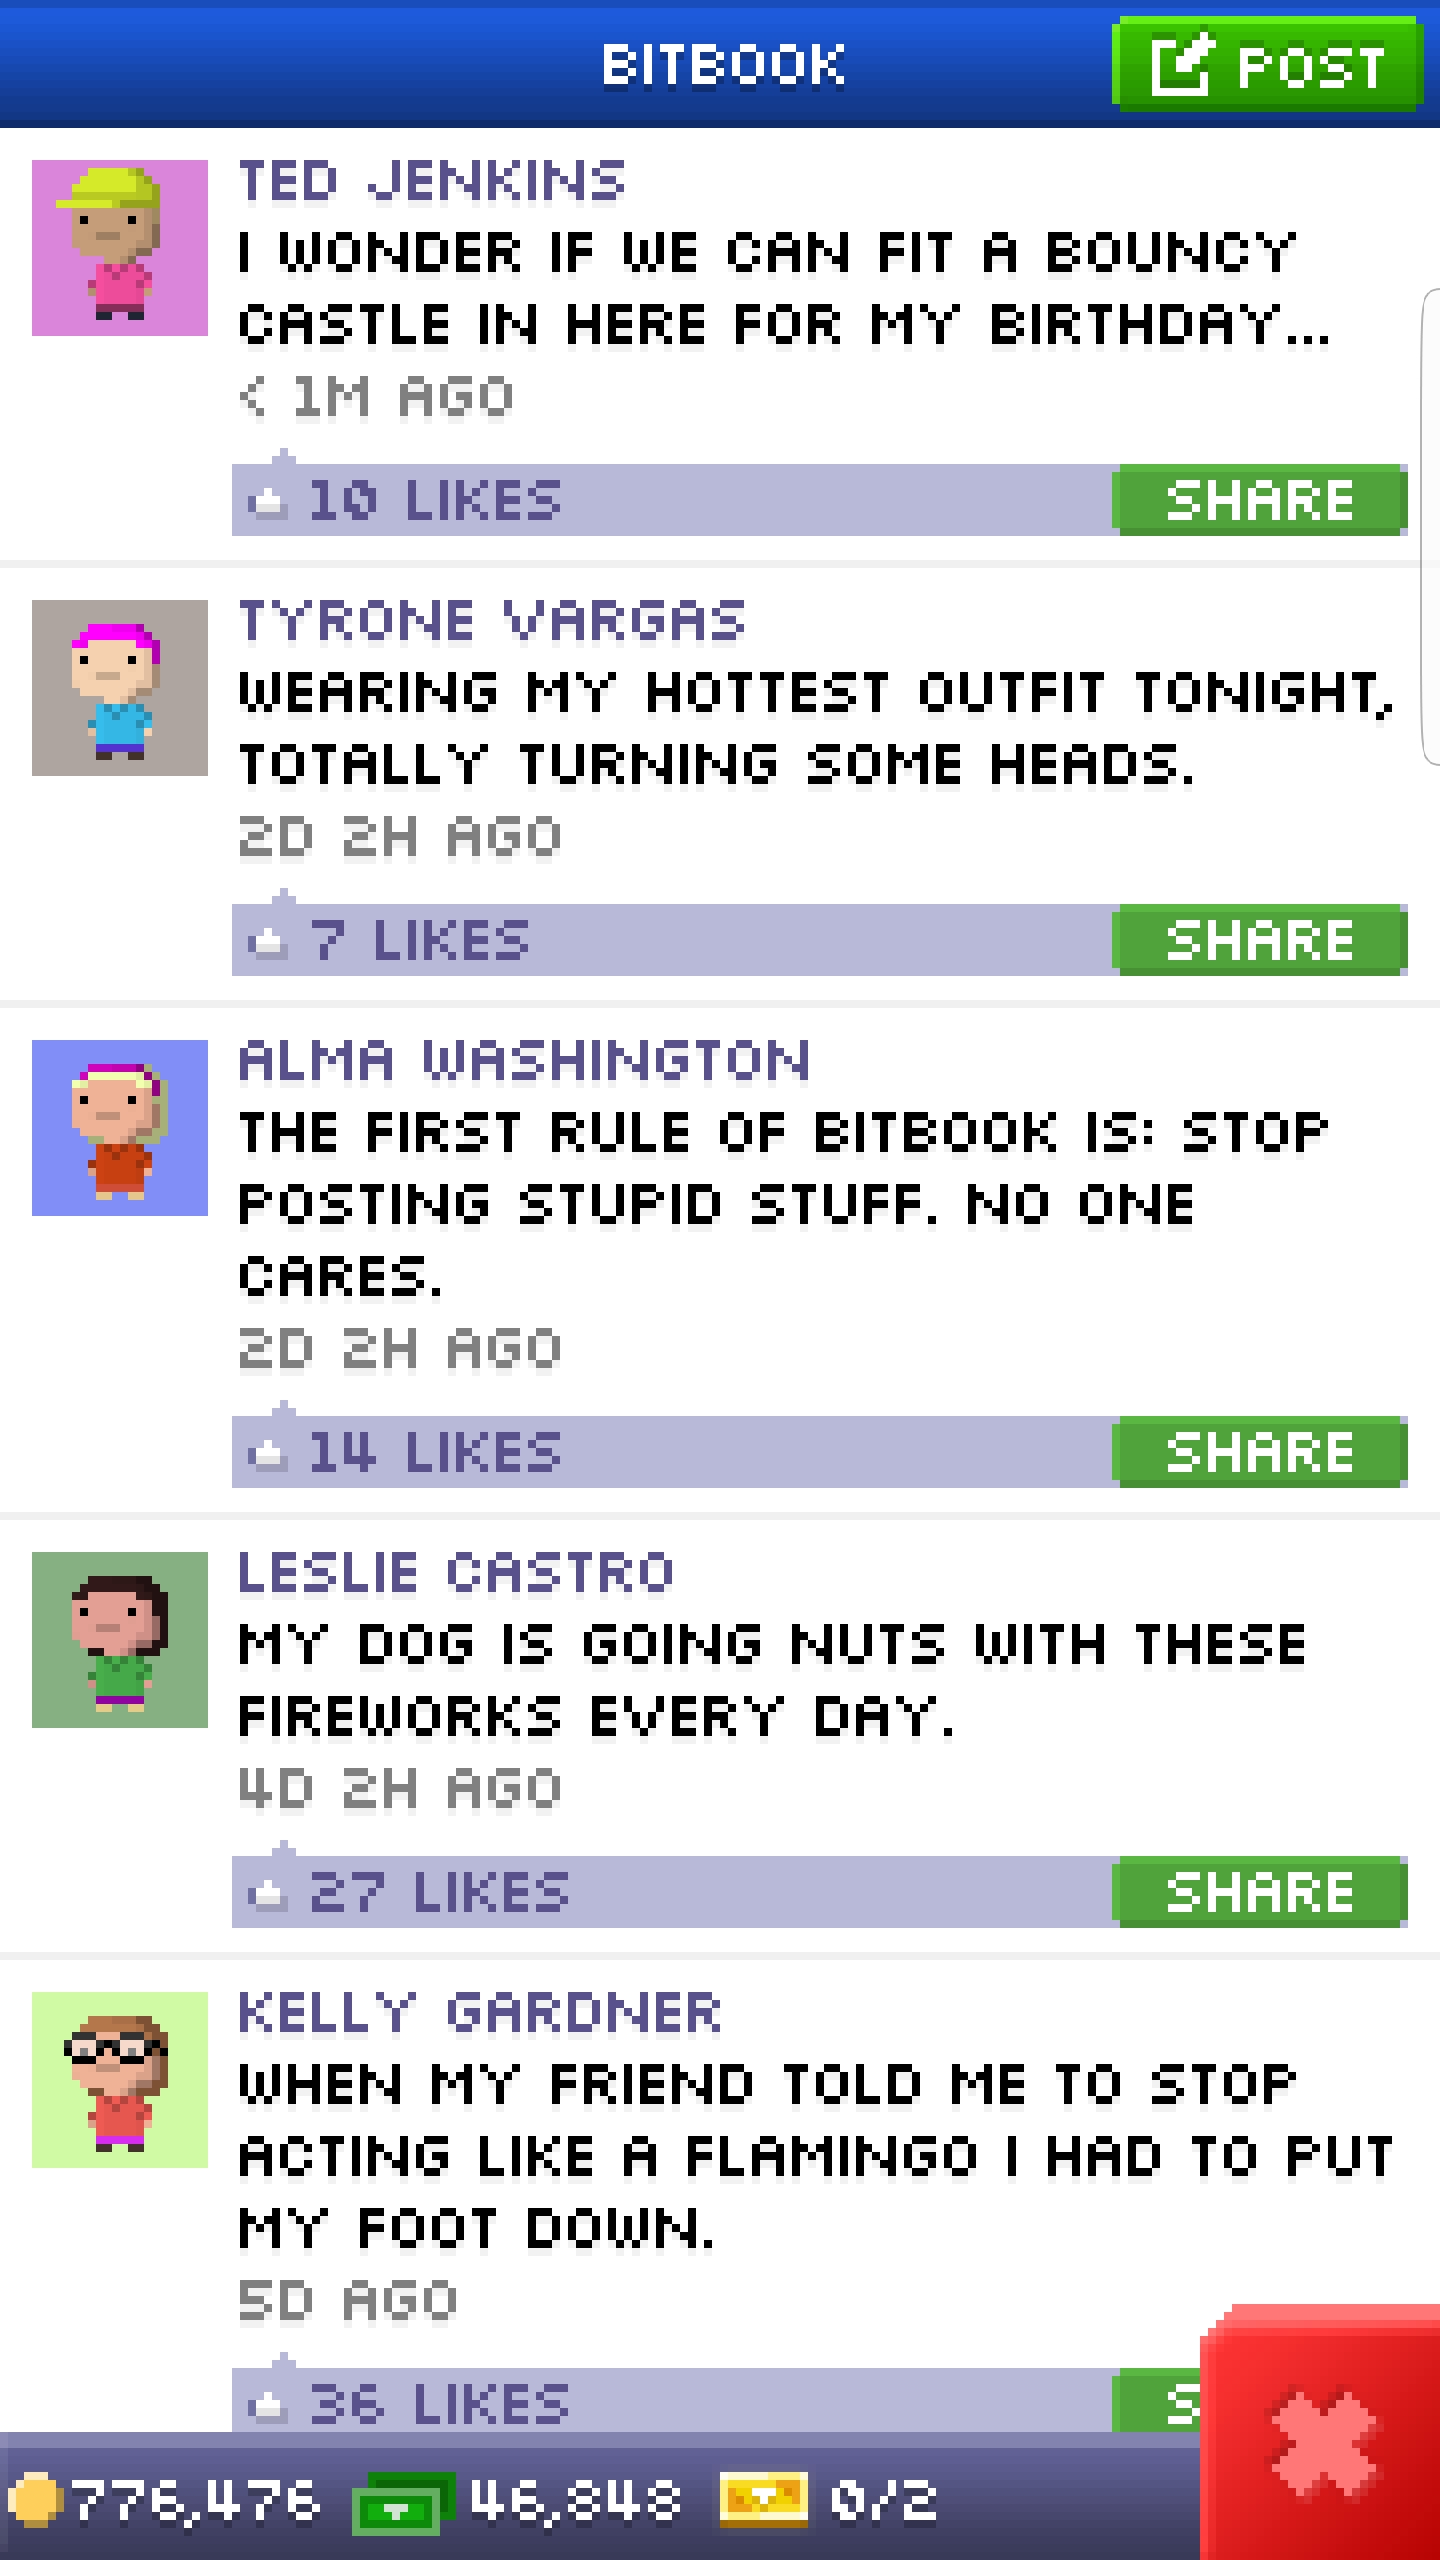 BITBOOK
POST
TED JENKINS
I WONDER IF WE CAN FIT A BOUNCY
CASTLE IN HERE FOR MY BIRTHDAY...
< 1M AGO
10 LIKES
SHARE
TYRONE VARGAS
WEARING MY HOTTEST OUTFIT TONIGHT,
TOTALLY TURNING SOME HEADS.
2D 2H AGO
7 LIKES
SHARE
ALMA WASHINGTON
THE FIRST RULE OF BITBOOK IS: STOP
POSTING STUPID STUFF. NO ONE
CARES.
2D 2H AGO
14 LIKES
SHARE
LESLIE CASTRO
MY DOG IS GOING NUTS WITH THESE
FIREWORKS EVERY DAY.
4D 2H AGO
27 LIKES
SHARE
KELLY GARDNER
WHEN MY FRIEND TOLD ME TO STOP
ACTING LIKE A FLAMINGO I HAD TO PUT
MY FOOT DOWN.
5D AGO
36 LIKES
776,476
46,848
0/2